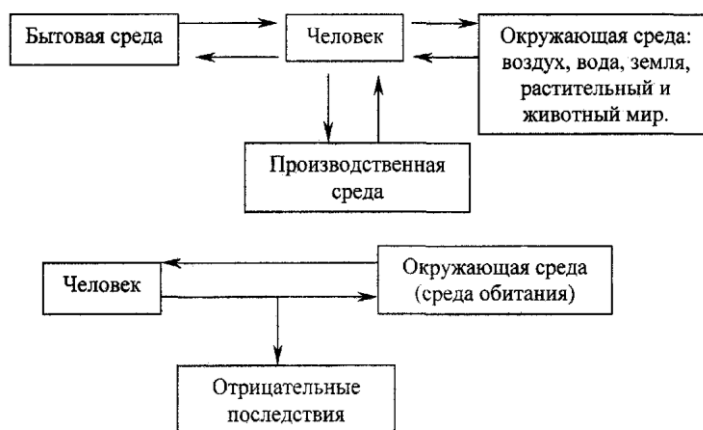 Бытовая среда
Человек
Окружающая среда:
воздух, вода, земля,
растительный и
животный мир.
Производственная
среда
Человек
Окружающая среда
(среда обитания)
Отрицательные
последствия